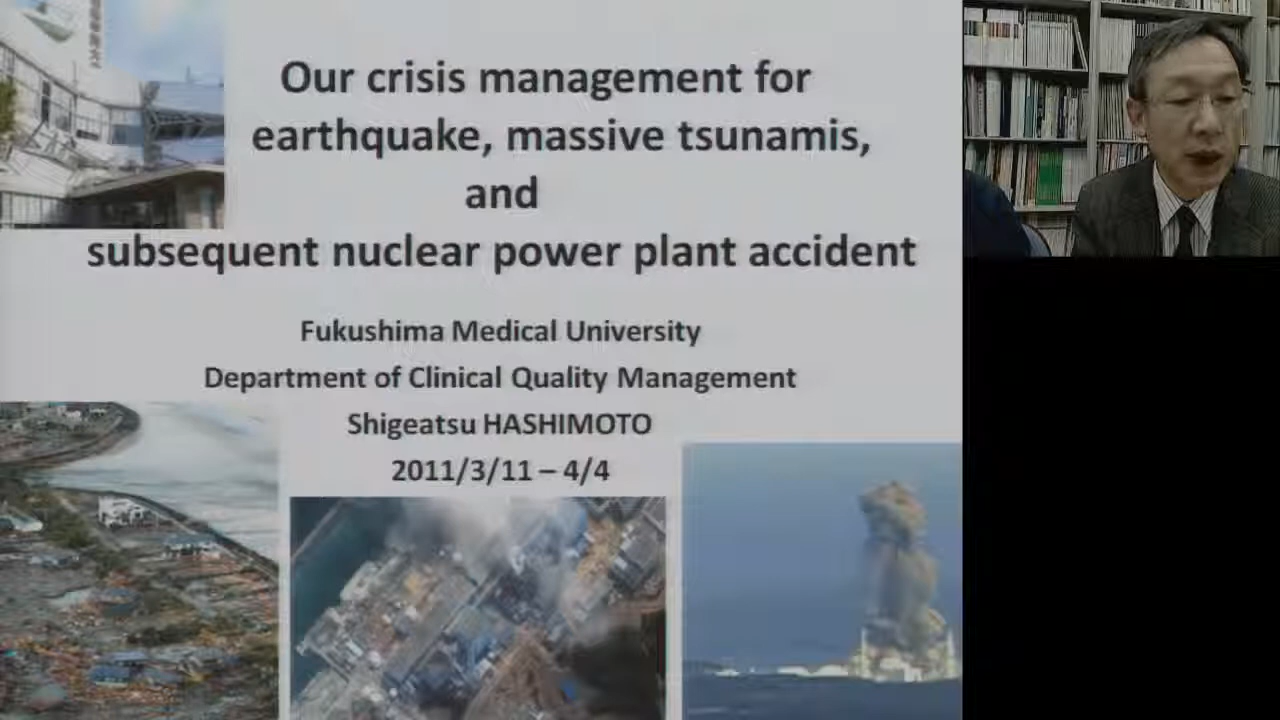 Our crisis management for
earthquake, massive tsunamis,
and
subsequent nuclear power plant accident
Fukushima Medical University
Department of Clinical Quality Management
Shigeatsu HASHIMOTO
2011/3/11 – 4/4